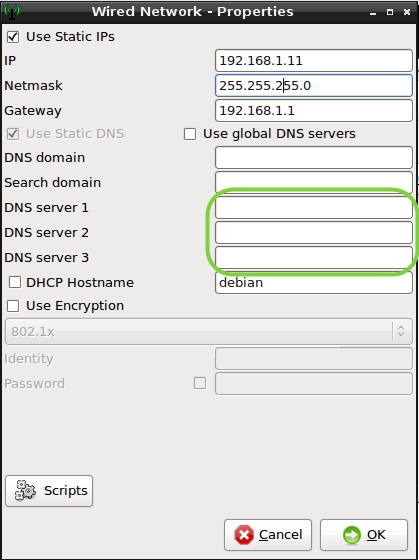 Wired Network - Properties
Use Static IPs
IP 192.168.1.11
Netmask 255.255.255.0
Gateway 192.168.1.1
Use Static DNS Use global DNS servers
DNS domain
Search domain
DNS server 1
DNS server 2
DNS server 3
DHCP Hostname debian
Use Encryption
802.1x
Identity
Password
Scripts
Cancel OK